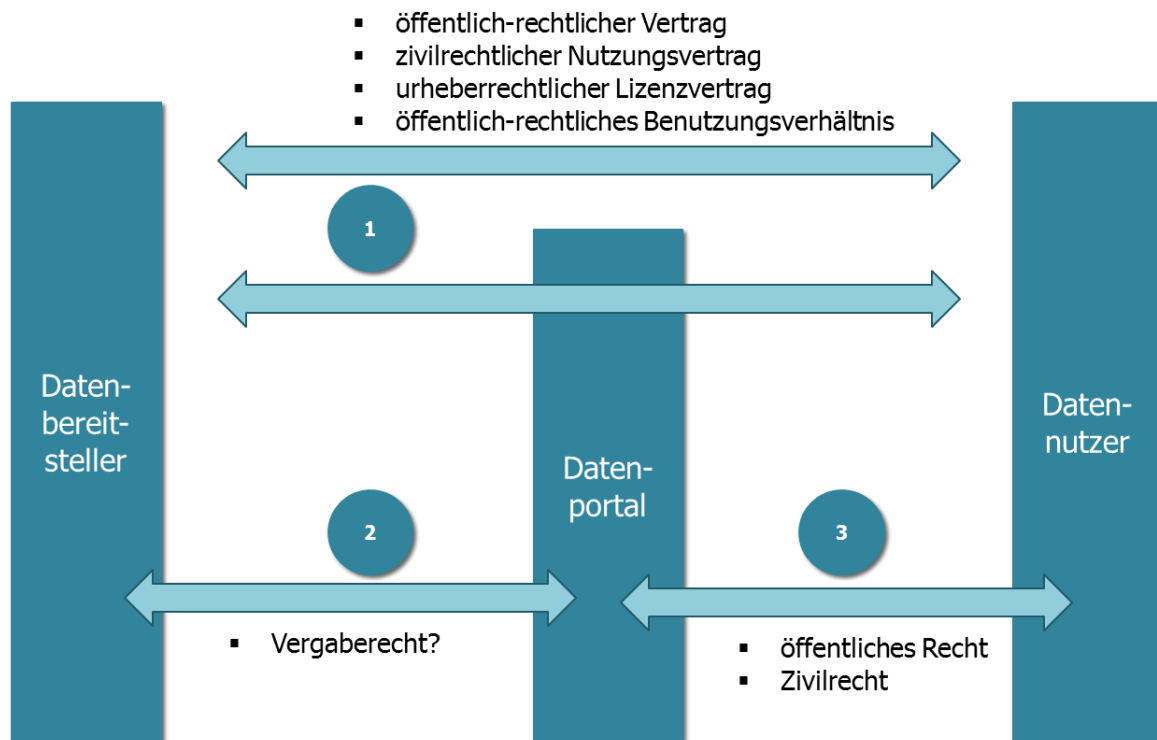 ▪ öffentlich-rechtlicher Vertrag
▪ zivilrechtlicher Nutzungsvertrag
▪ urheberrechtlicher Lizenzvertrag
▪ öffentlich-rechtliches Benutzungsverhältnis
1
Daten-
bereit-
steller
Daten-
portal
Daten-
nutzer
2
3
▪ Vergaberecht?
▪ öffentliches Recht
▪ Zivilrecht